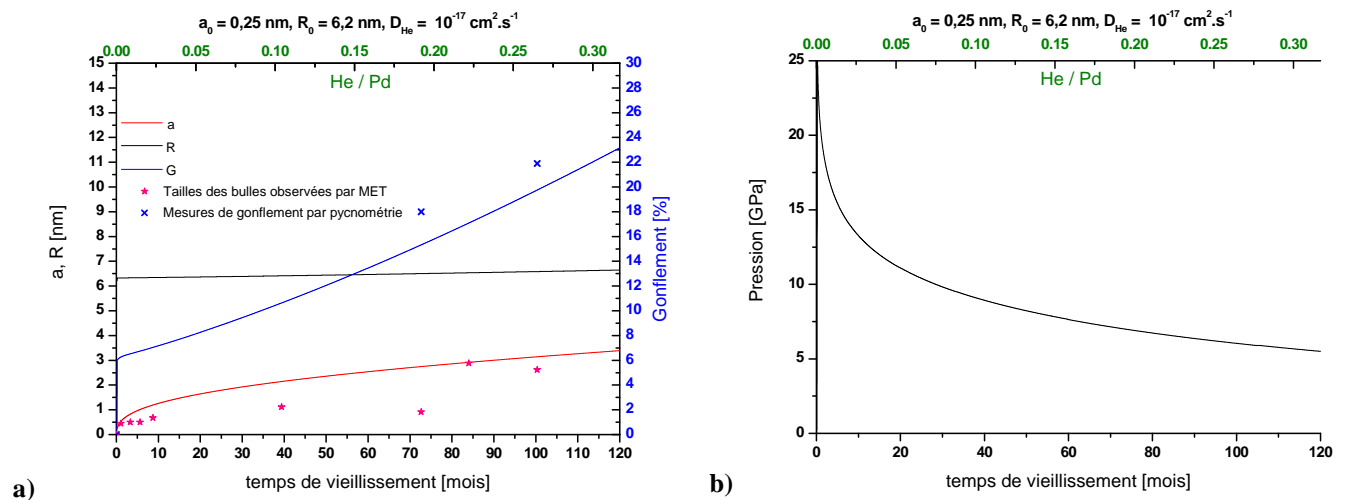 a₀ = 0,25 nm, R₀ = 6,2 nm, D_He = 10⁻¹⁷ cm².s⁻¹
0.00 0.05 0.10 0.15 0.20 0.25 0.30
He / Pd
15
14
13
12
11
10
9
8
7
6
5
4
3
2
1
0
a, R [nm]
a
R
G
Tailles des bulles observées par MET
Mesures de gonflement par pycnométrie
30
28
26
24
22
20
18
16
14
12
10
8
6
4
2
0
Gonflement [%]
0 10 20 30 40 50 60 70 80 90 100 110 120
temps de vieillissement [mois]
a)
a₀ = 0,25 nm, R₀ = 6,2 nm, D_He = 10⁻¹⁷ cm².s⁻¹
0.00 0.05 0.10 0.15 0.20 0.25 0.30
He / Pd
25
20
15
10
5
0
Pression [GPa]
0 20 40 60 80 100 120
temps de vieillissement [mois]
b)